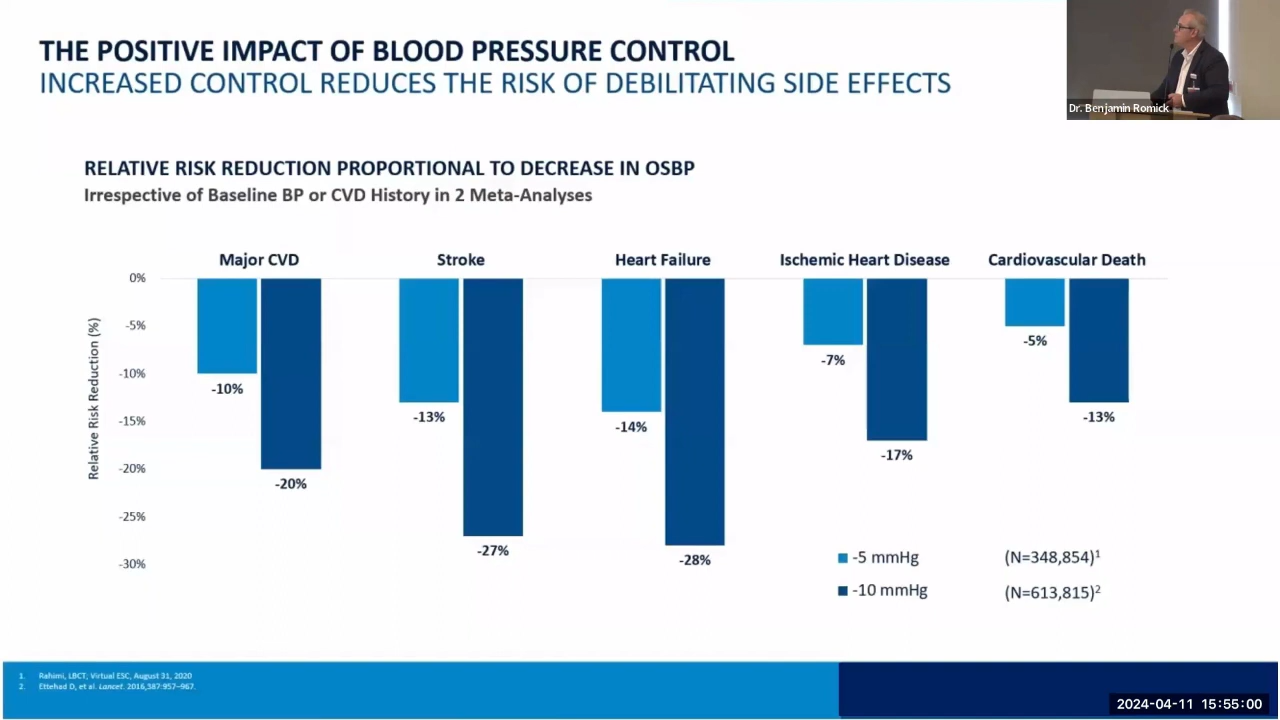 THE POSITIVE IMPACT OF BLOOD PRESSURE CONTROL
INCREASED CONTROL REDUCES THE RISK OF DEBILITATING SIDE EFFECTS
Dr. Benjamin Romick
RELATIVE RISK REDUCTION PROPORTIONAL TO DECREASE IN OSBP
Irrespective of Baseline BP or CVD History in 2 Meta-Analyses
Major CVD Stroke Heart Failure Ischemic Heart Disease Cardiovascular Death
Relative Risk Reduction (%)
0%
-5%
-10%
-15%
-20%
-25%
-30%
-10%
-20%
-13%
-27%
-14%
-28%
-7%
-17%
-5%
-13%
-5 mmHg (N=348,854)¹
-10 mmHg (N=613,815)²
1. Rahimi, LBCT; Virtual ESC, August 31, 2020
2. Ettehad D, et al. Lancet. 2016;387:957–967.
2024-04-11 15:55:00